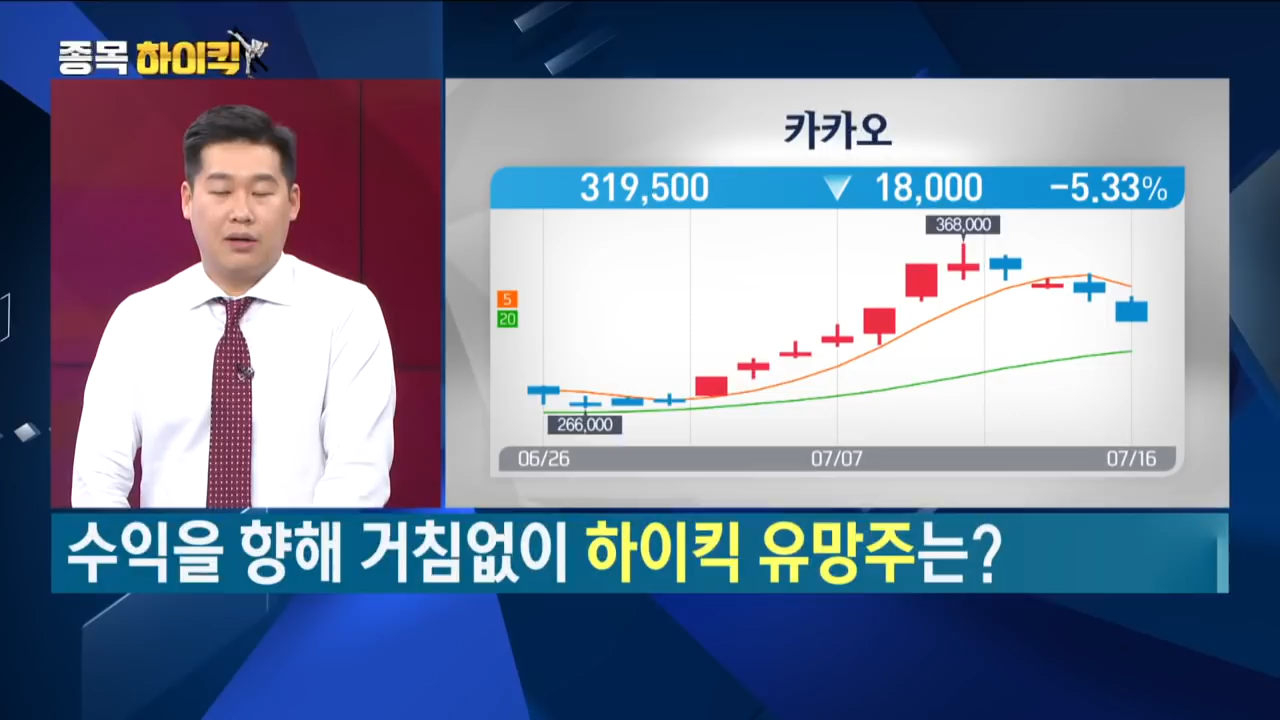 종목 하이킥
카카오
319,500 ▼ 18,000 -5.33%
368,000
5
20
266,000
06/26 07/07 07/16
수익을 향해 거침없이 하이킥 유망주는?